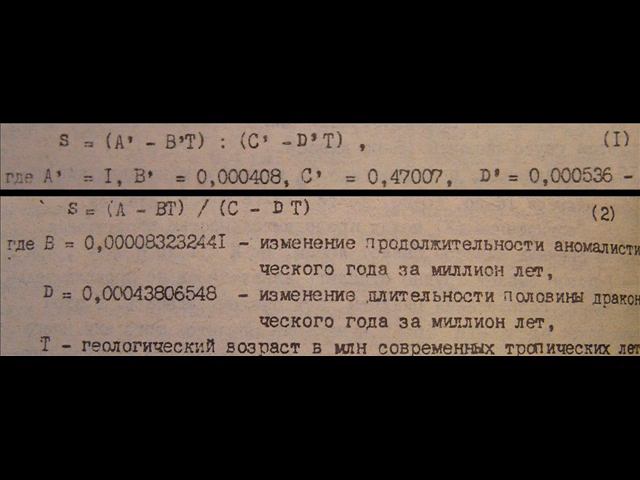 S = (A' - B'T) : (C' - D'T) , (I)
где A' = I, B' = 0,000408, C' = 0,47007, D' = 0,000536 -
S = (A - BT) / (C - DT) (2)
где B = 0,00008323244I - изменение продолжительности аномалисти
ческого года за миллион лет,
D = 0,00043806548 - изменение длительности половины дракон
ческого года за миллион лет,
T - геологический возраст в млн современных тропических лет